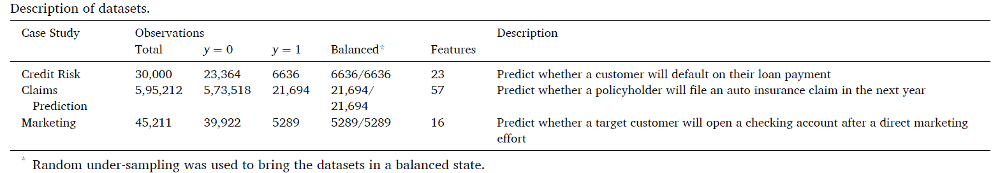 Description of datasets.
Case Study Observations Description
Total y = 0 y = 1 Balanced* Features
Credit Risk 30,000 23,364 6636 6636/6636 23 Predict whether a customer will default on their loan payment
Claims 5,95,212 5,73,518 21,694 21,694/ 57 Predict whether a policyholder will file an auto insurance claim in the next year
Prediction 21,694
Marketing 45,211 39,922 5289 5289/5289 16 Predict whether a target customer will open a checking account after a direct marketing
effort
* Random under-sampling was used to bring the datasets in a balanced state.